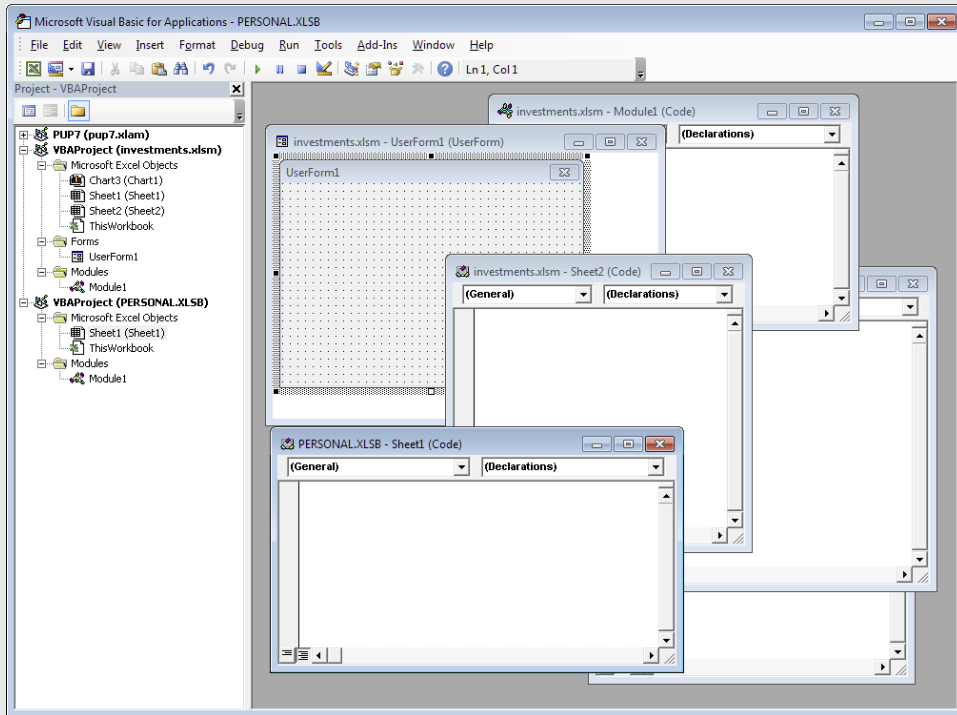 Microsoft Visual Basic for Applications - PERSONAL.XLSB
File Edit View Insert Format Debug Run Tools Add-Ins Window Help
Ln 1, Col 1
Project - VBAProject
PUP7 (pup7.xlam)
VBAProject (investments.xlsm)
Microsoft Excel Objects
Chart3 (Chart1)
Sheet1 (Sheet1)
Sheet2 (Sheet2)
ThisWorkbook
Forms
UserForm1
Modules
Module1
VBAProject (PERSONAL.XLSB)
Microsoft Excel Objects
Sheet1 (Sheet1)
ThisWorkbook
Modules
Module1
investments.xlsm - Module1 (Code)
(Declarations)
investments.xlsm - UserForm1 (UserForm)
UserForm1
investments.xlsm - Sheet2 (Code)
(General) (Declarations)
PERSONAL.XLSB - Sheet1 (Code)
(General) (Declarations)